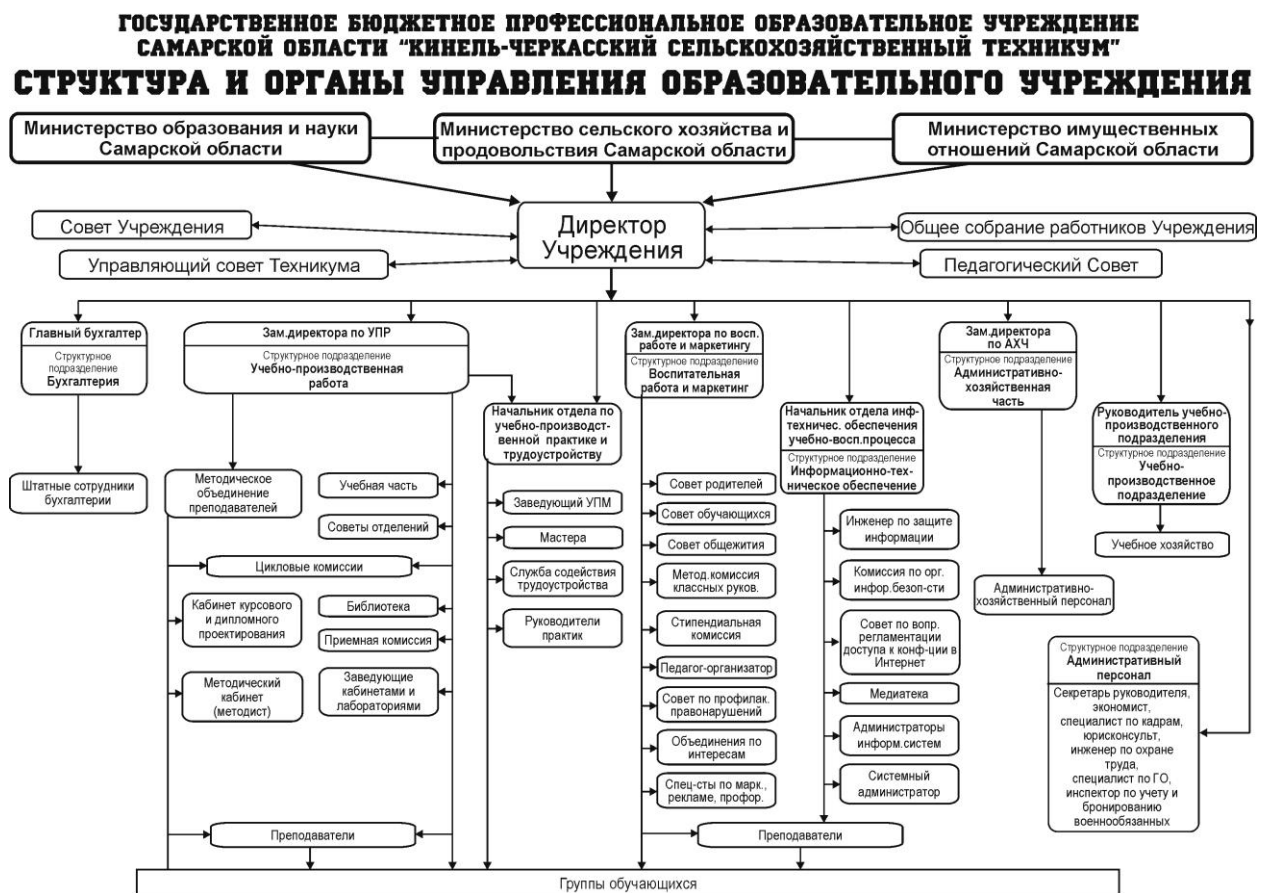 ГОСУДАРСТВЕННОЕ БЮДЖЕТНОЕ ПРОФЕССИОНАЛЬНОЕ ОБРАЗОВАТЕЛЬНОЕ УЧРЕЖДЕНИЕ
САМАРСКОЙ ОБЛАСТИ “КИНЕЛЬ-ЧЕРКАССКИЙ СЕЛЬСКОХОЗЯЙСТВЕННЫЙ ТЕХНИКУМ”
СТРУКТУРА И ОРГАНЫ УПРАВЛЕНИЯ ОБРАЗОВАТЕЛЬНОГО УЧРЕЖДЕНИЯ
Министерство образования и науки
Самарской области
Министерство сельского хозяйства и
продовольствия Самарской области
Министерство имущественных
отношений Самарской области
Директор
Учреждения
Совет Учреждения
Общее собрание работников Учреждения
Управляющий совет Техникума
Педагогический Совет
Главный бухгалтер
Структурное
подразделение
Бухгалтерия
Штатные сотрудники
бухгалтерии
Зам.директора по УПР
Структурное подразделение
Учебно-производственная
работа
Методическое
объединение
преподавателей
Учебная часть
Советы отделений
Цикловые комиссии
Кабинет курсового
и дипломного
проектирования
Библиотека
Приемная комиссия
Методический
кабинет
(методист)
Заведующие
кабинетами и
лабораториями
Преподаватели
Начальник отдела по
учебно-производст-
венной практике и
трудоустройству
Заведующий УПМ
Мастера
Служба содействия
трудоустройства
Руководители
практик
Зам.директора по восп.
работе и маркетингу
Структурное подразделение
Воспитательная
работа и маркетинг
Совет родителей
Совет обучающихся
Совет общежития
Метод.комиссия
классных руков.
Стипендиальная
комиссия
Педагог-организатор
Совет по профилак.
правонарушений
Объединения по
интересам
Спец-сты по марк.,
рекламе, профор.
Преподаватели
Начальник отдела инф-
техничес. обеспечения
учебно-восп.процесса
Структурное подразделение
Информационно-тех-
ническое обеспечение
Инженер по защите
информации
Комиссия по орг.
инфор.безоп-сти
Совет по вопр.
регламентации
доступа к конф-ции в
Интернет
Медиатека
Администраторы
информ.систем
Системный
администратор
Зам.директора
по АХЧ
Структурное подразделение
Административно-
хозяйственная
часть
Административно-
хозяйственный персонал
Руководитель учебно-
производственного
подразделения
Структурное подразделение
Учебно-
производственное
подразделение
Учебное хозяйство
Структурное подразделение
Административный
персонал
Секретарь руководителя,
экономист,
специалист по кадрам,
юрисконсульт,
инженер по охране
труда,
специалист по ГО,
инспектор по учету и
бронированию
военнообязанных
Группы обучающихся